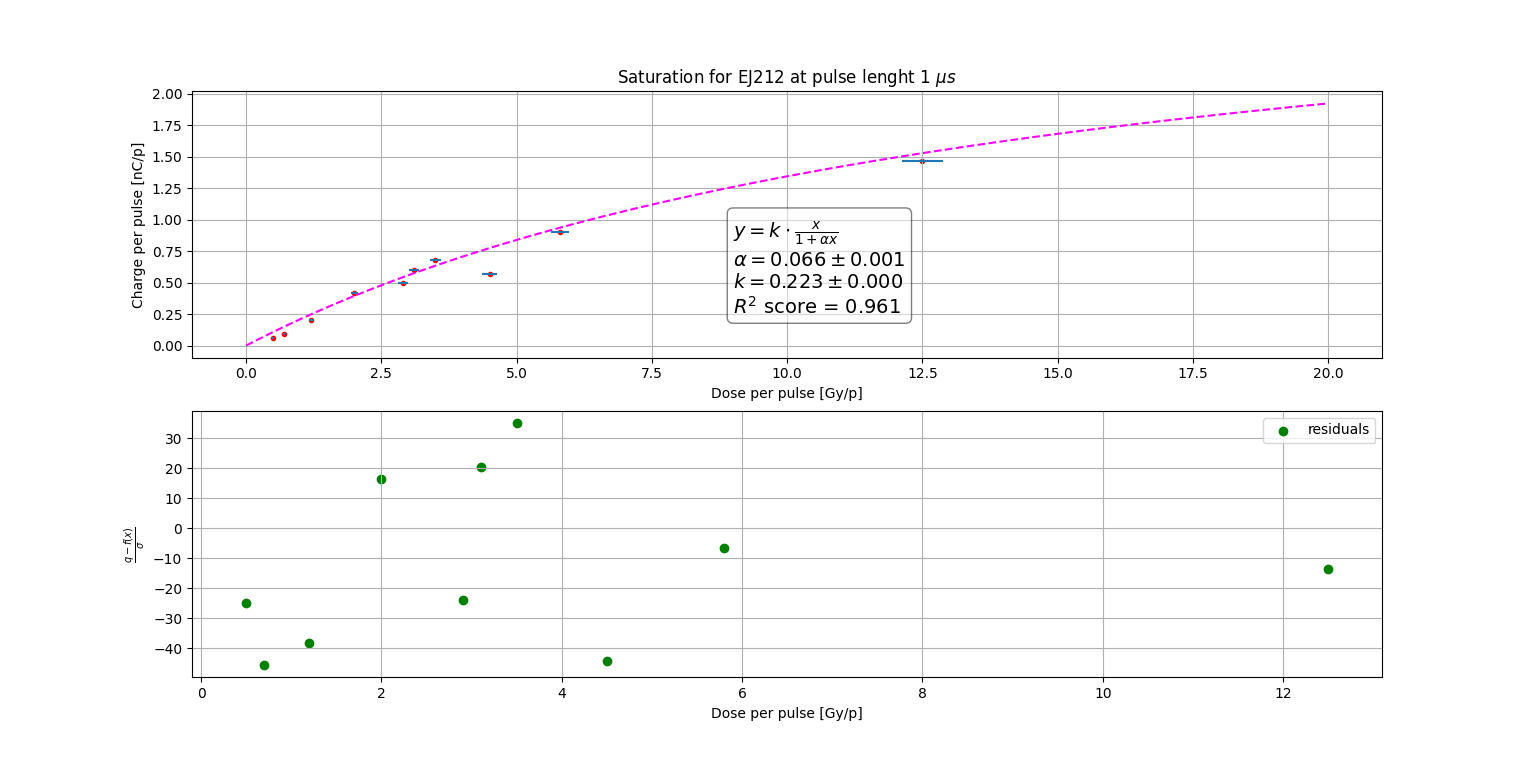 Saturation for EJ212 at pulse lenght 1 μs
Charge per pulse [nC/p]
2.00
1.75
1.50
1.25
1.00
0.75
0.50
0.25
0.00
y = k · x / (1 + αx)
α = 0.066 ± 0.001
k = 0.223 ± 0.000
R² score = 0.961
0.0 2.5 5.0 7.5 10.0 12.5 15.0 17.5 20.0
Dose per pulse [Gy/p]
residuals
(q − f(x)) / σ
30
20
10
0
−10
−20
−30
−40
0 2 4 6 8 10 12
Dose per pulse [Gy/p]